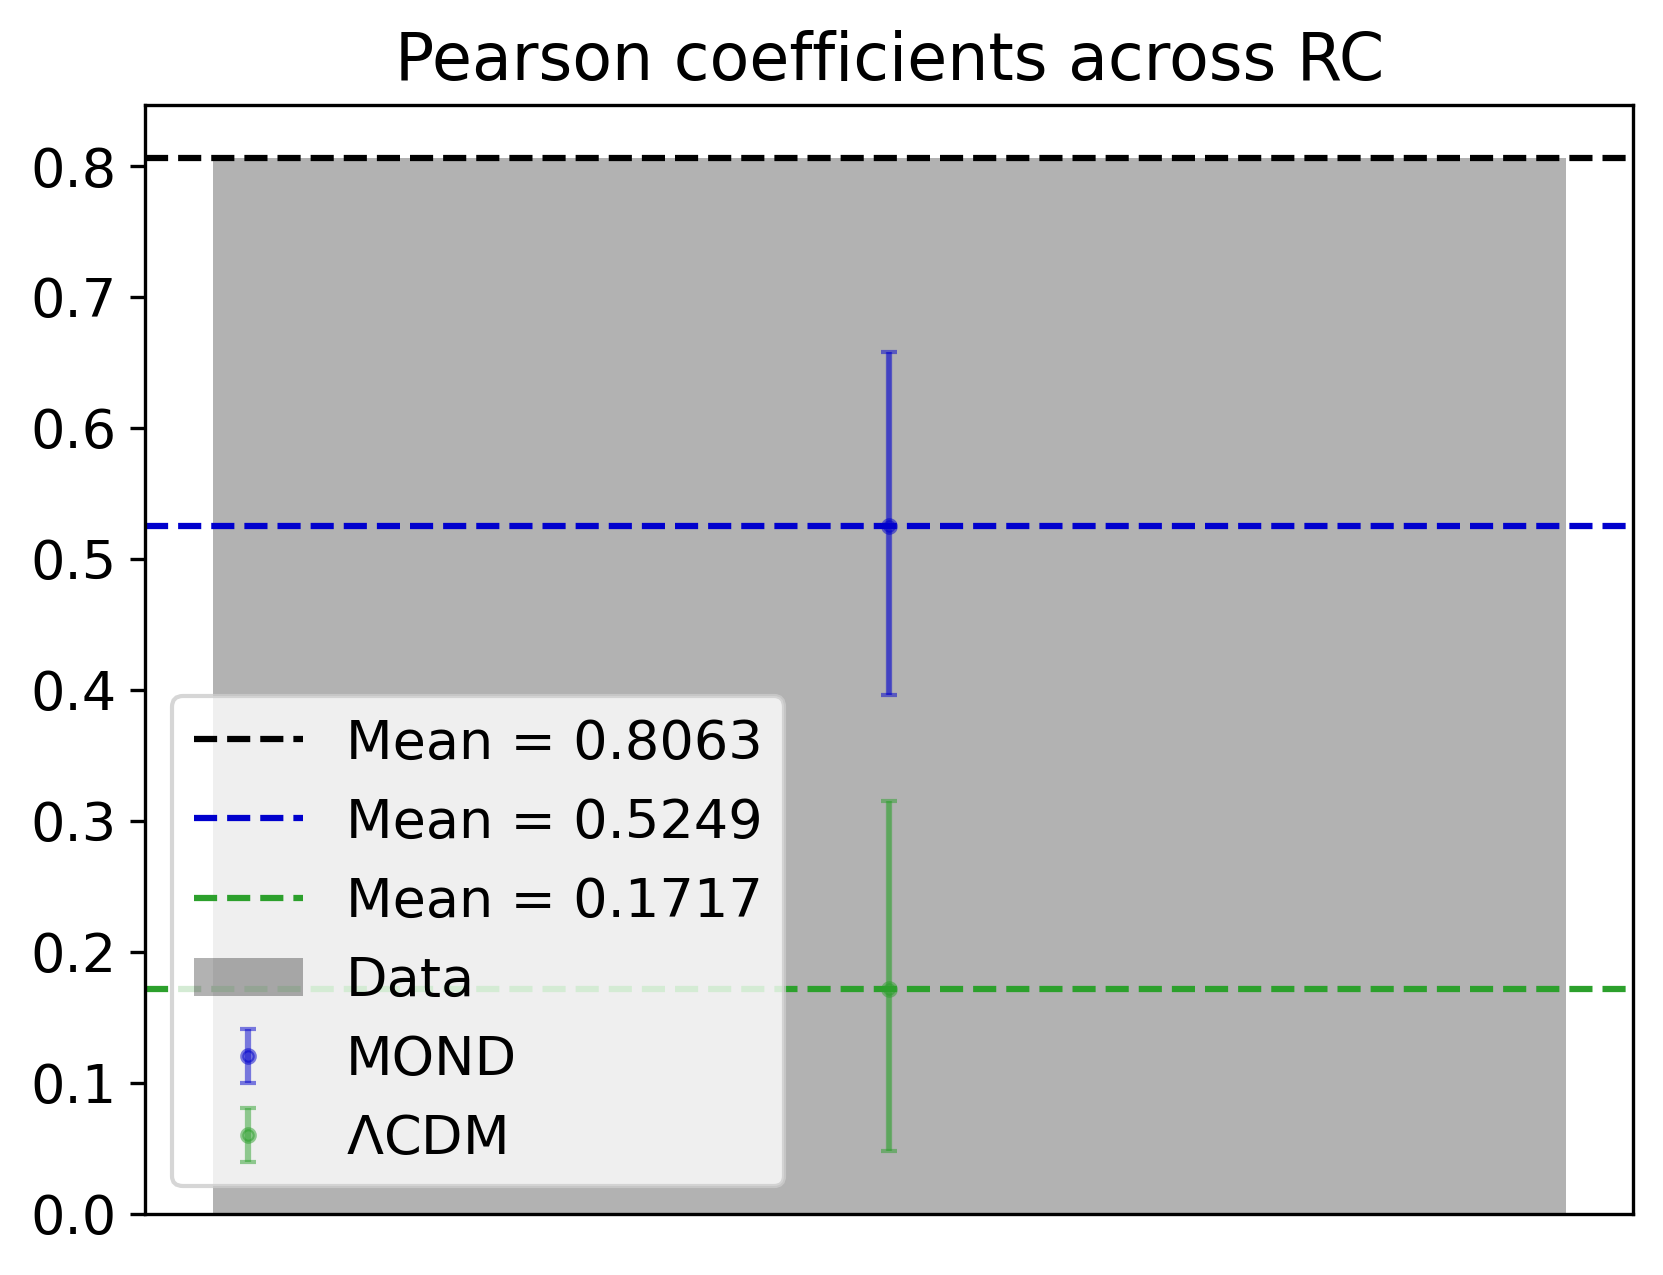 Pearson coefficients across RC
0.8
0.7
0.6
0.5
0.4
0.3
0.2
0.1
0.0
Mean = 0.8063
Mean = 0.5249
Mean = 0.1717
Data
MOND
ΛCDM